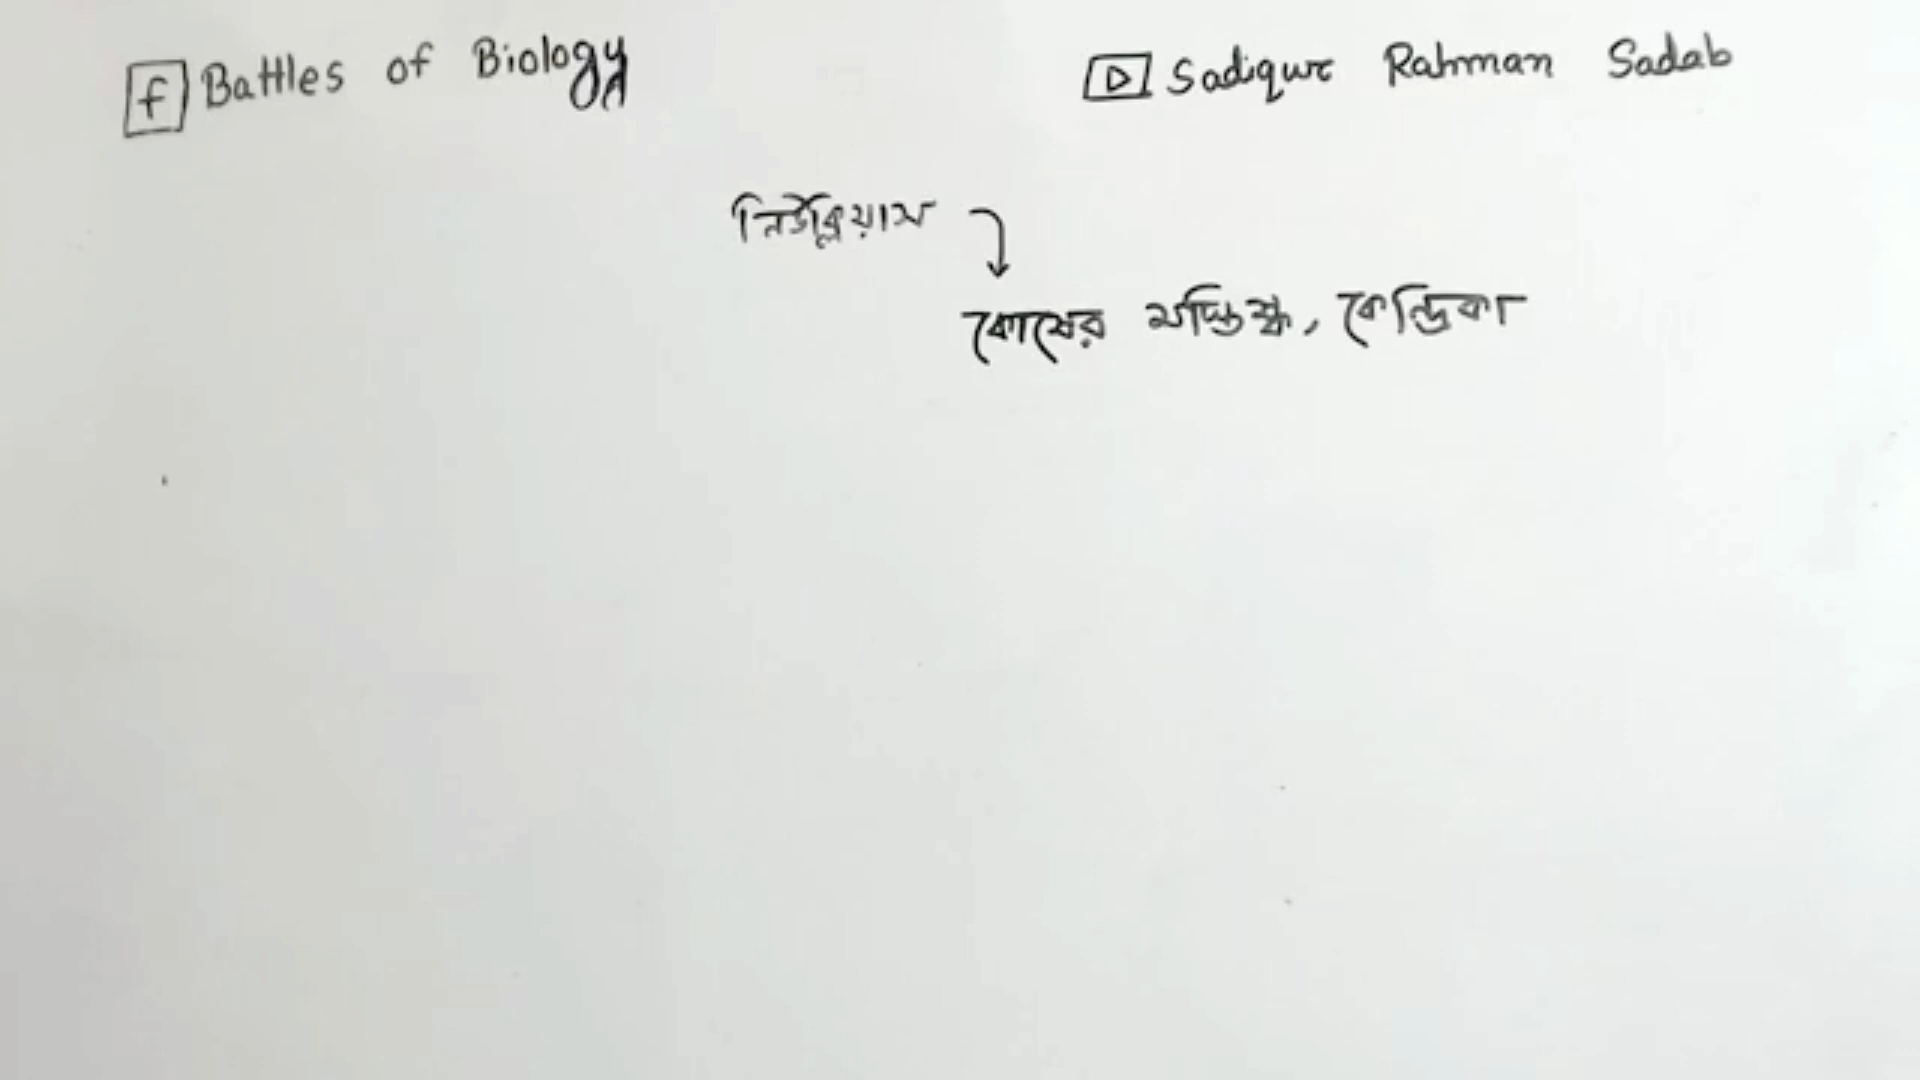 f Battles of Biology
Sadiqur Rahman Sadab
নিউক্লিয়াস
কোষের মস্তিষ্ক, কেন্দ্রিকা